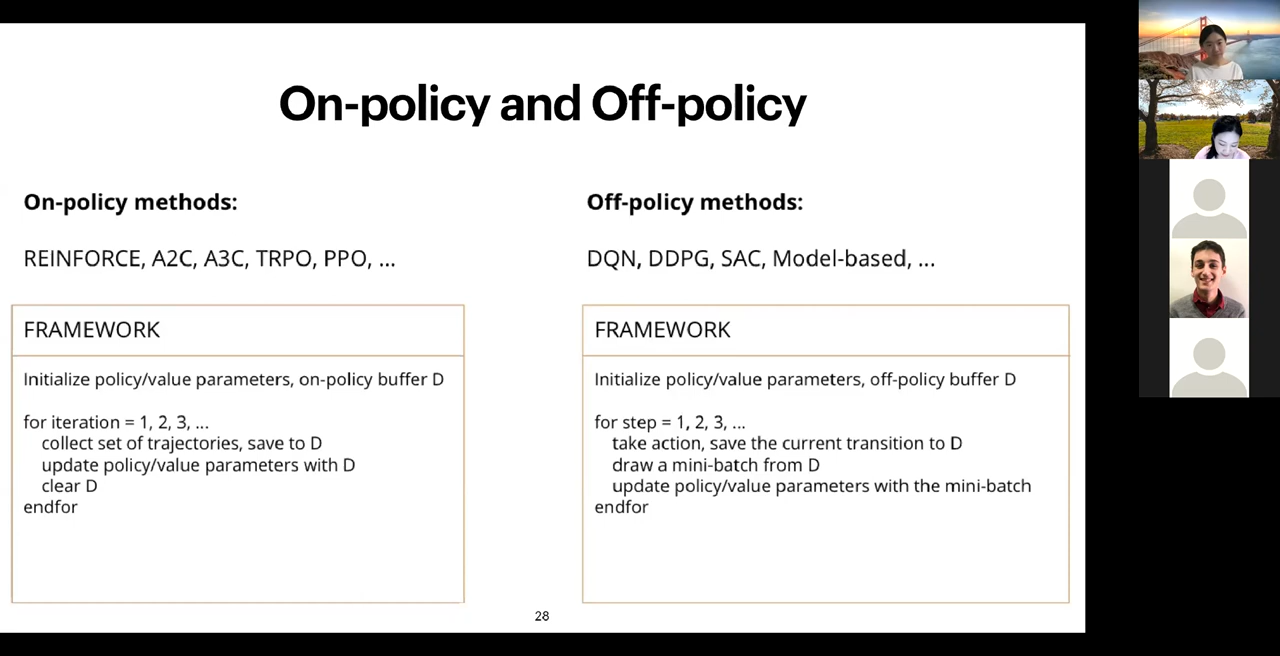 On-policy and Off-policy
On-policy methods:
REINFORCE, A2C, A3C, TRPO, PPO, ...
FRAMEWORK
Initialize policy/value parameters, on-policy buffer D
for iteration = 1, 2, 3, ...
collect set of trajectories, save to D
update policy/value parameters with D
clear D
endfor
Off-policy methods:
DQN, DDPG, SAC, Model-based, ...
FRAMEWORK
Initialize policy/value parameters, off-policy buffer D
for step = 1, 2, 3, ...
take action, save the current transition to D
draw a mini-batch from D
update policy/value parameters with the mini-batch
endfor
28